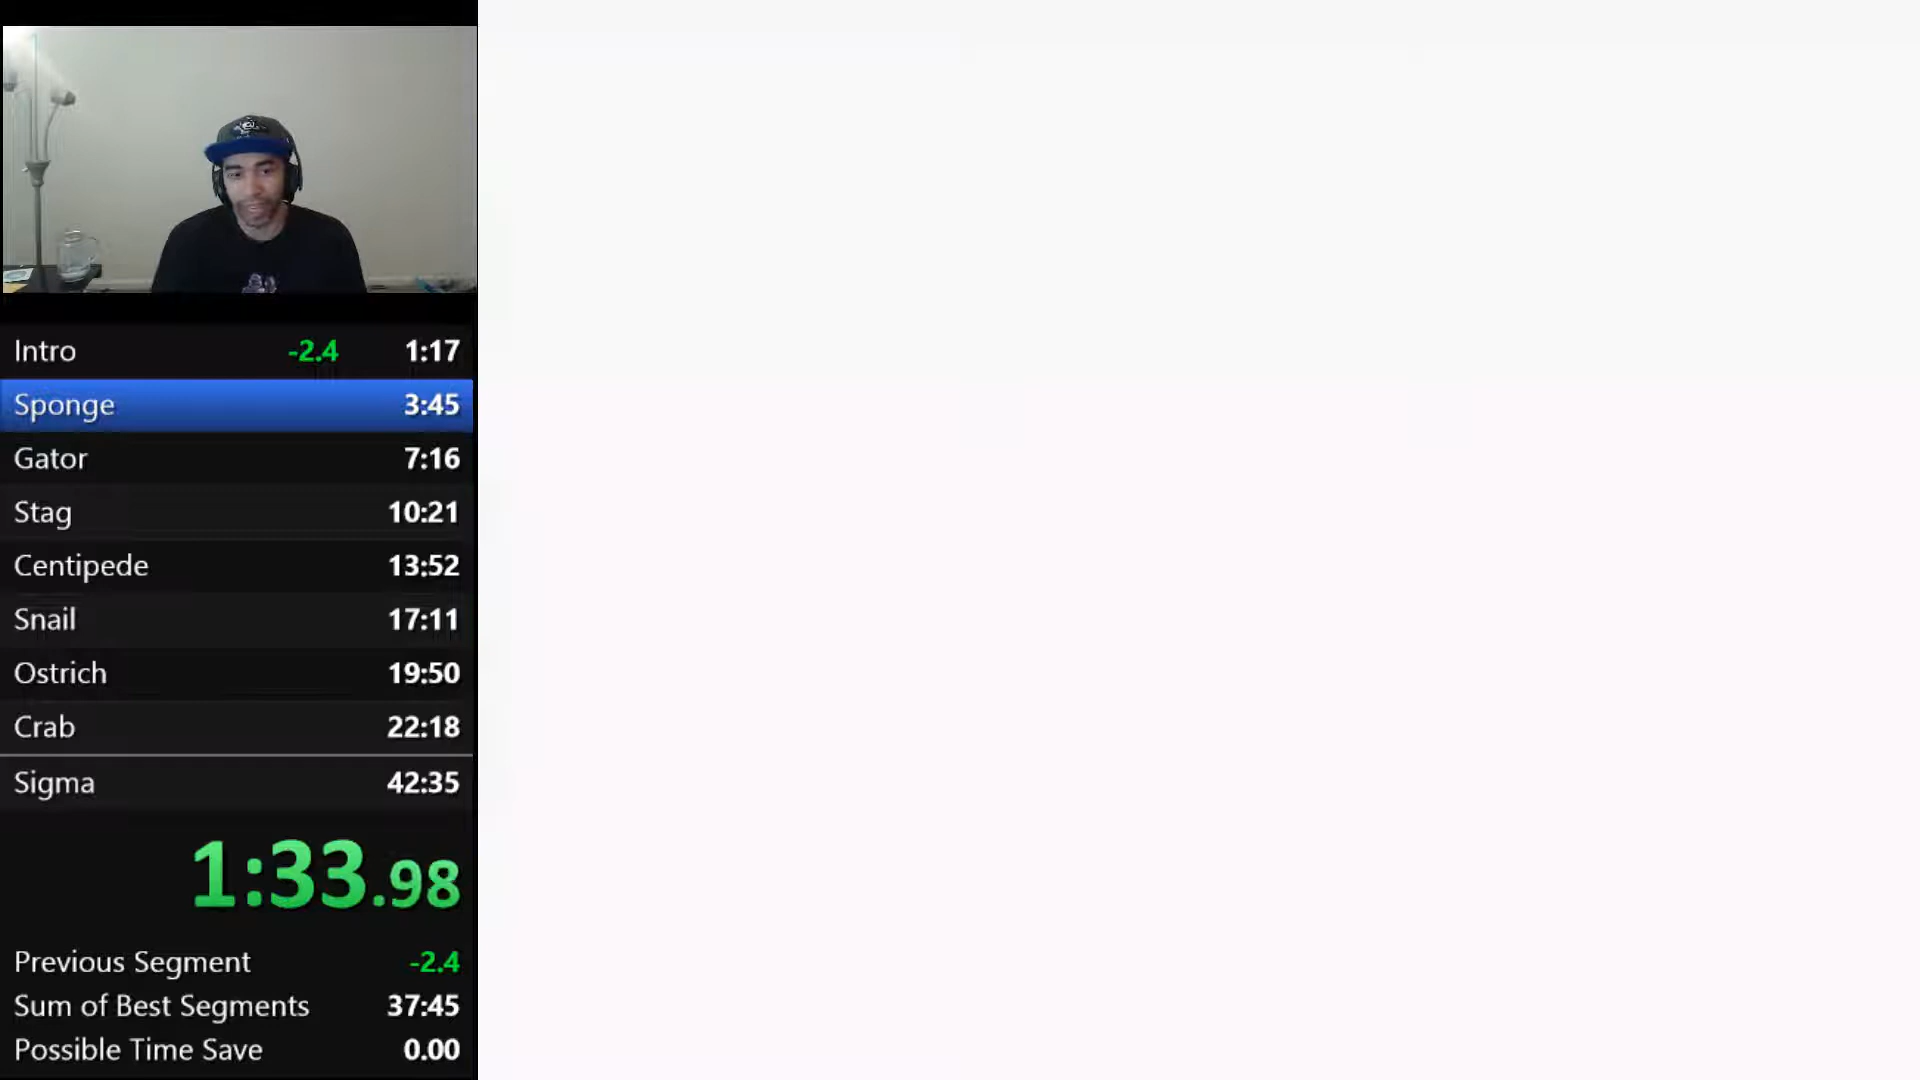 Intro -2.4 1:17
Sponge 3:45
Gator 7:16
Stag 10:21
Centipede 13:52
Snail 17:11
Ostrich 19:50
Crab 22:18
Sigma 42:35
1:33.98
Previous Segment -2.4
Sum of Best Segments 37:45
Possible Time Save 0.00